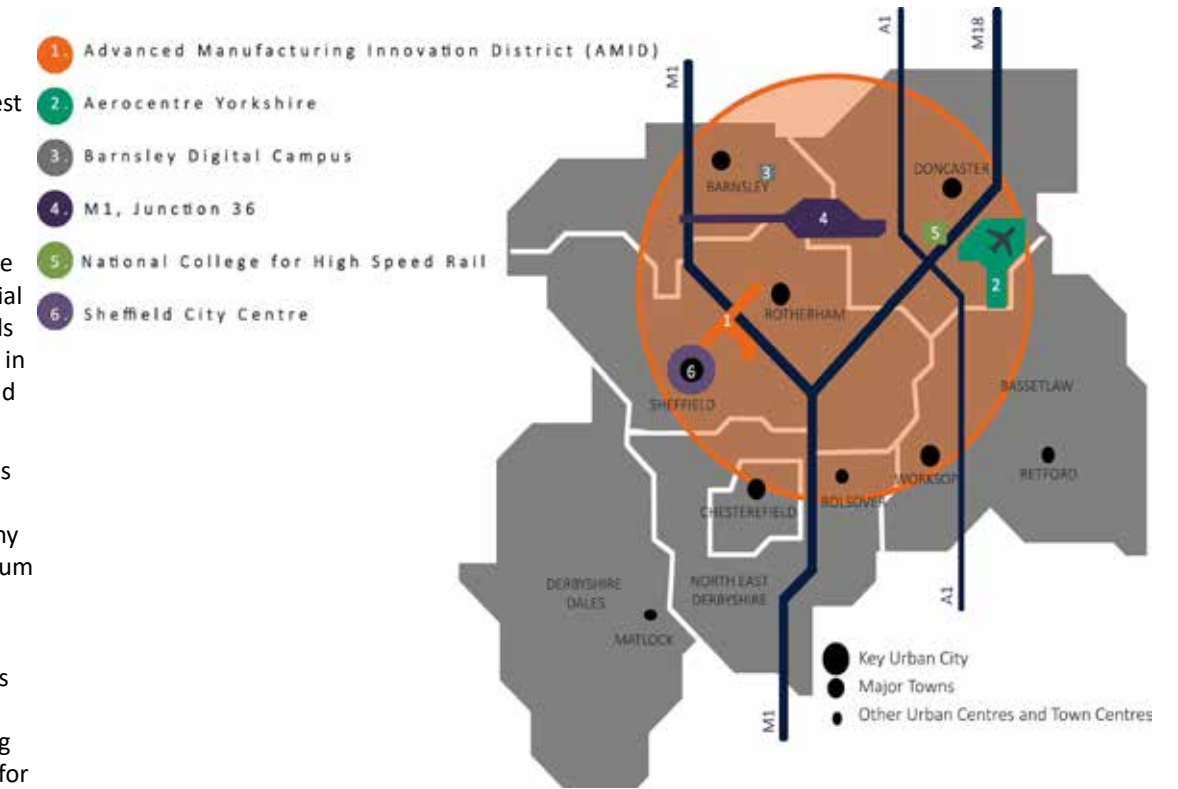 est
e
ial
ls
in
d
s
ny
um
s
g
for
1. Advanced Manufacturing Innovation District (AMID)
2. Aerocentre Yorkshire
3. Barnsley Digital Campus
4. M1, Junction 36
5. National College for High Speed Rail
6. Sheffield City Centre
M1
A1
M18
BARNSLEY
3
DONCASTER
4
5
2
ROTHERHAM
1
6
SHEFFIELD
BASSETLAW
WORKSOP
RETFORD
BOLSOVER
CHESTEREFIELD
DERBYSHIRE
DALES
NORTH EAST
DERBYSHIRE
MATLOCK
A1
M1
Key Urban City
Major Towns
Other Urban Centres and Town Centres